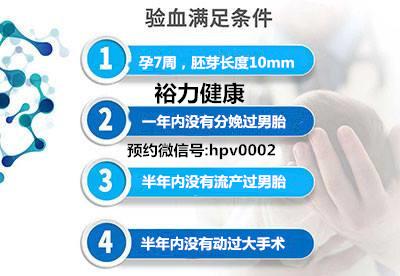 验血满足条件
1
孕7周，胚芽长度10mm
裕力健康
2
一年内没有分娩过男胎
预约微信号:hpv0002
3
半年内没有流产过男胎
4
半年内没有动过大手术